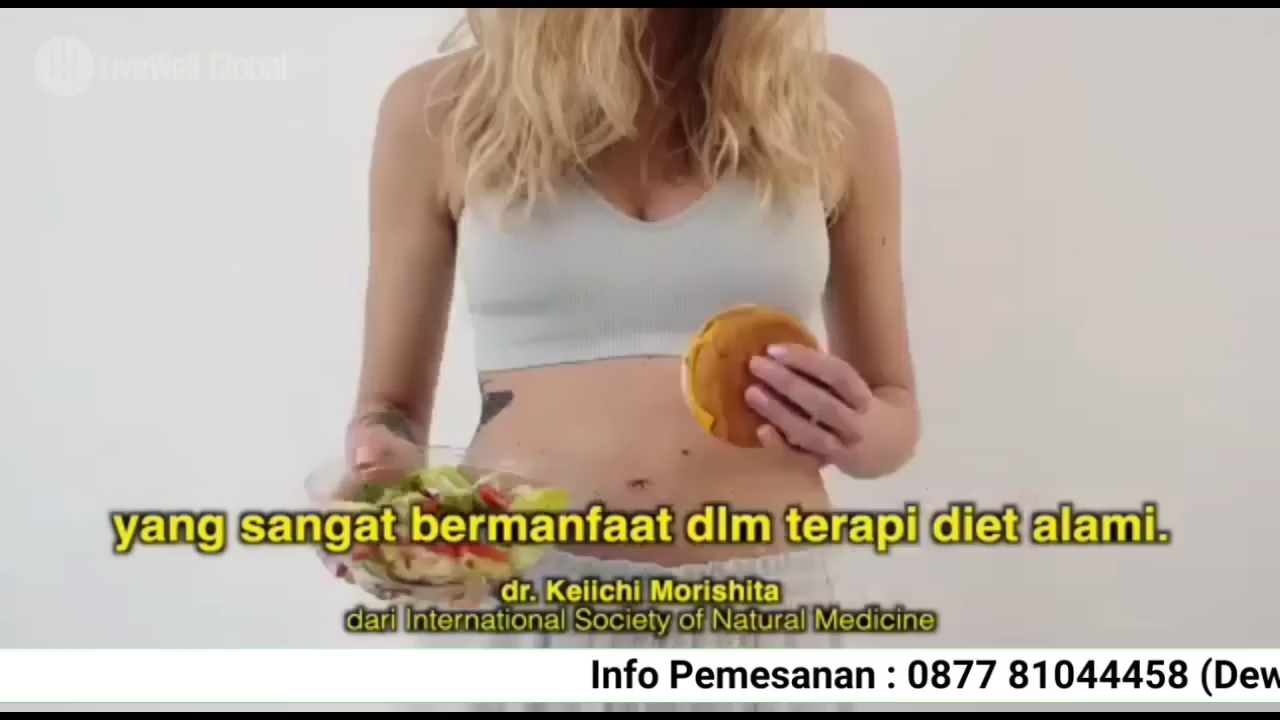 LiveWell Global
yang sangat bermanfaat dlm terapi diet alami.
dr. Keiichi Morishita
dari International Society of Natural Medicine
Info Pemesanan : 0877 81044458 (Dew